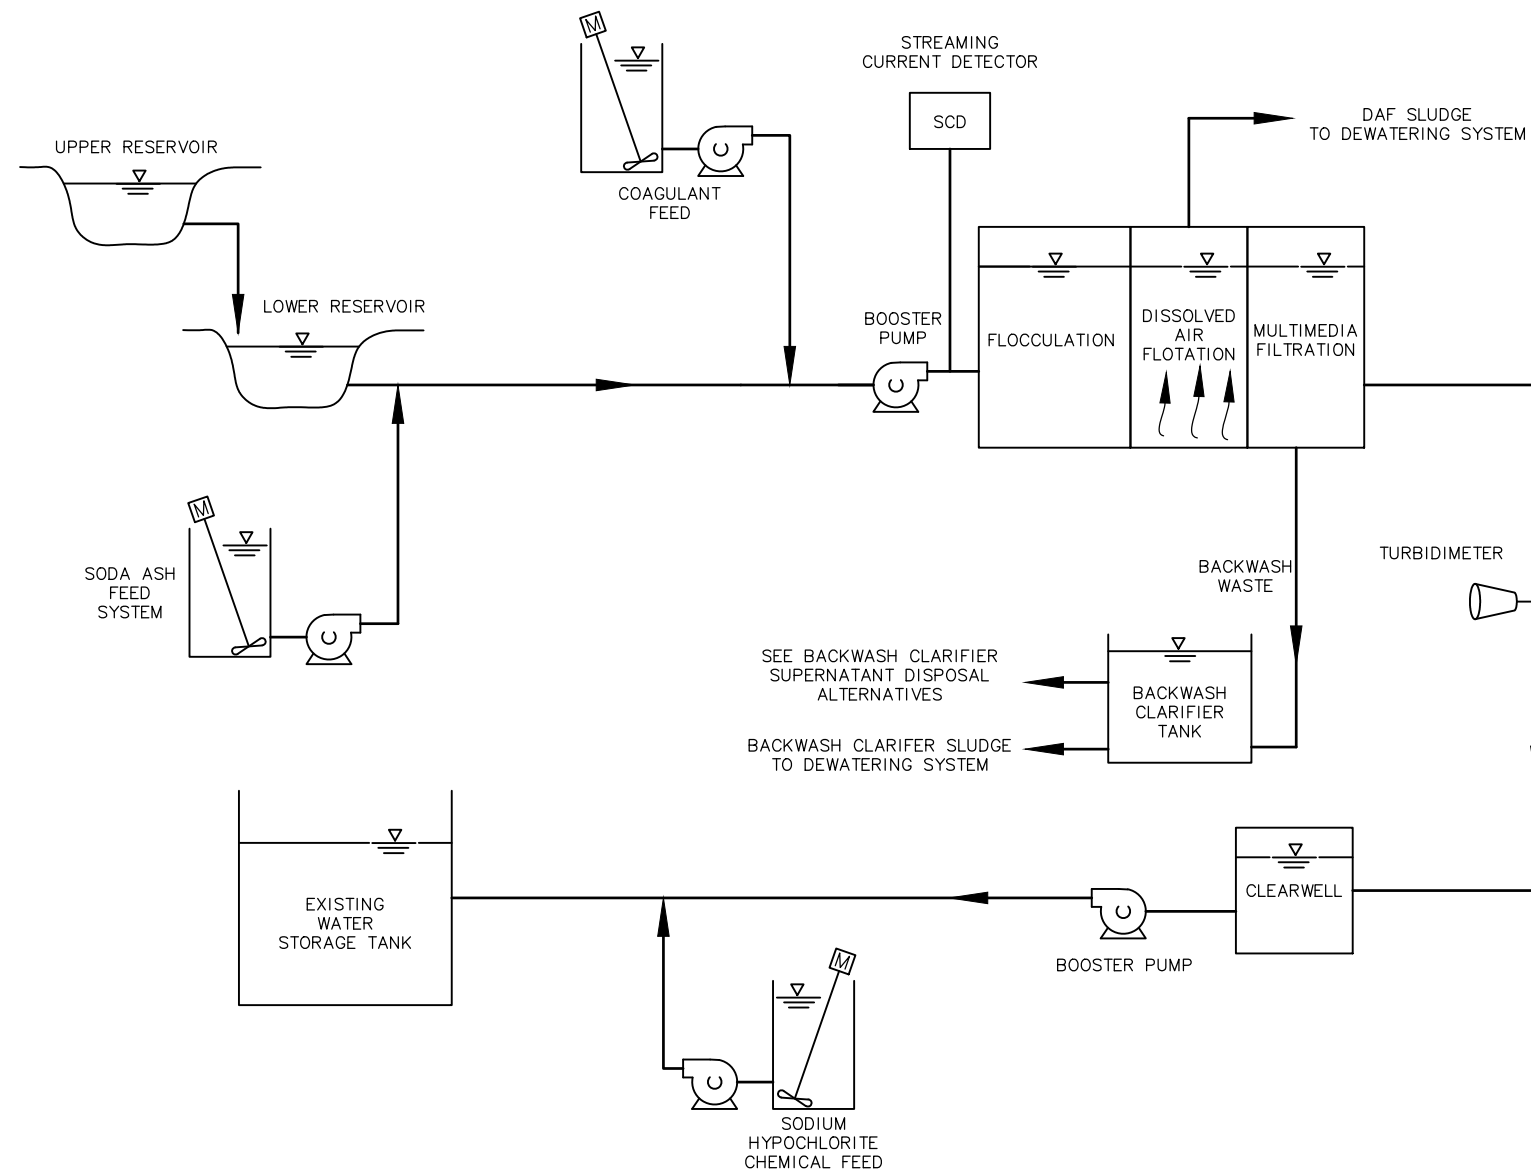 M
STREAMING
CURRENT DETECTOR
SCD
DAF SLUDGE
TO DEWATERING SYSTEM
UPPER RESERVOIR
C
COAGULANT
FEED
LOWER RESERVOIR
BOOSTER
PUMP
C
FLOCCULATION
DISSOLVED
AIR
FLOTATION
MULTIMEDIA
FILTRATION
M
SODA ASH
FEED
SYSTEM
C
BACKWASH
WASTE
TURBIDIMETER
SEE BACKWASH CLARIFIER
SUPERNATANT DISPOSAL
ALTERNATIVES
BACKWASH
CLARIFIER
TANK
BACKWASH CLARIFER SLUDGE
TO DEWATERING SYSTEM
EXISTING
WATER
STORAGE TANK
C
BOOSTER PUMP
CLEARWELL
M
C
SODIUM
HYPOCHLORITE
CHEMICAL FEED